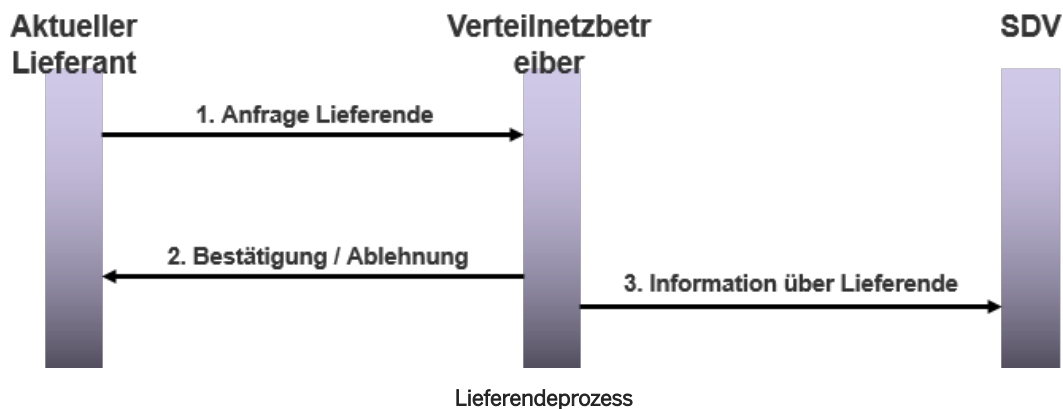 Aktueller
Lieferant
Verteilnetzbetr
eiber
SDV
1. Anfrage Lieferende
2. Bestätigung / Ablehnung
3. Information über Lieferende
Lieferendeprozess